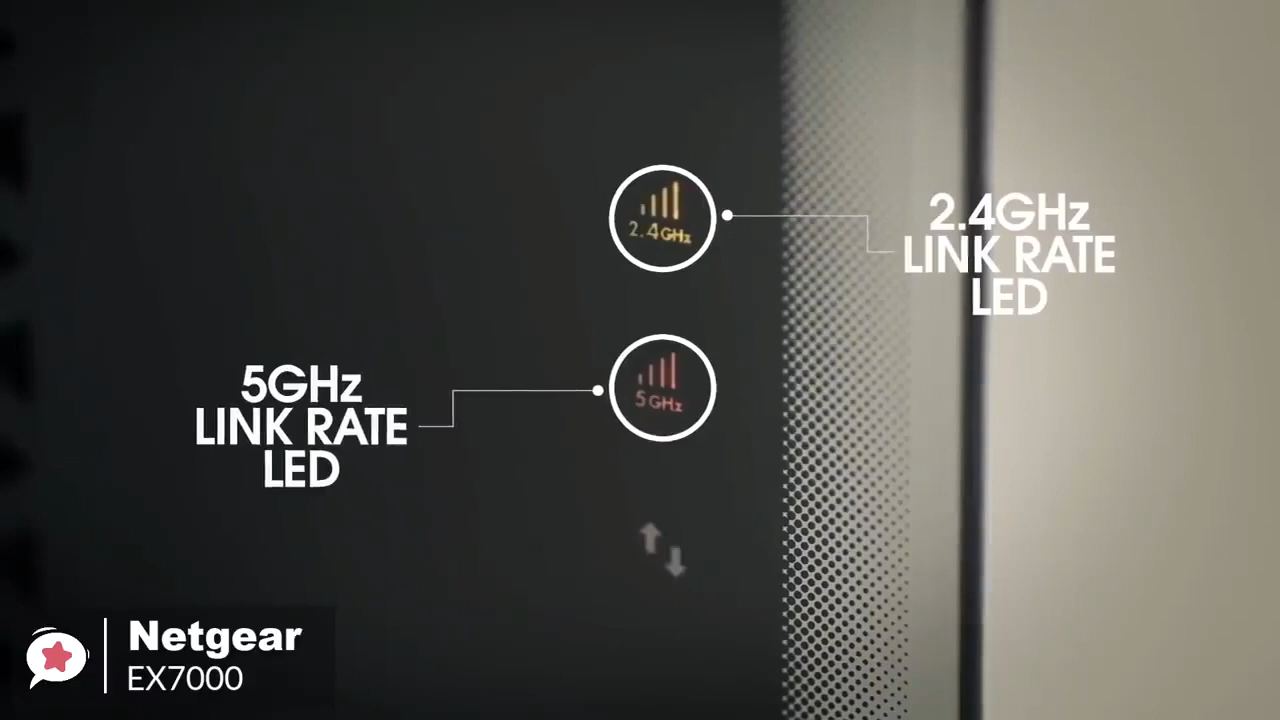 2.4GHz
2.4GHz
LINK RATE
LED
5GHz
LINK RATE
LED
5GHz
Netgear
EX7000